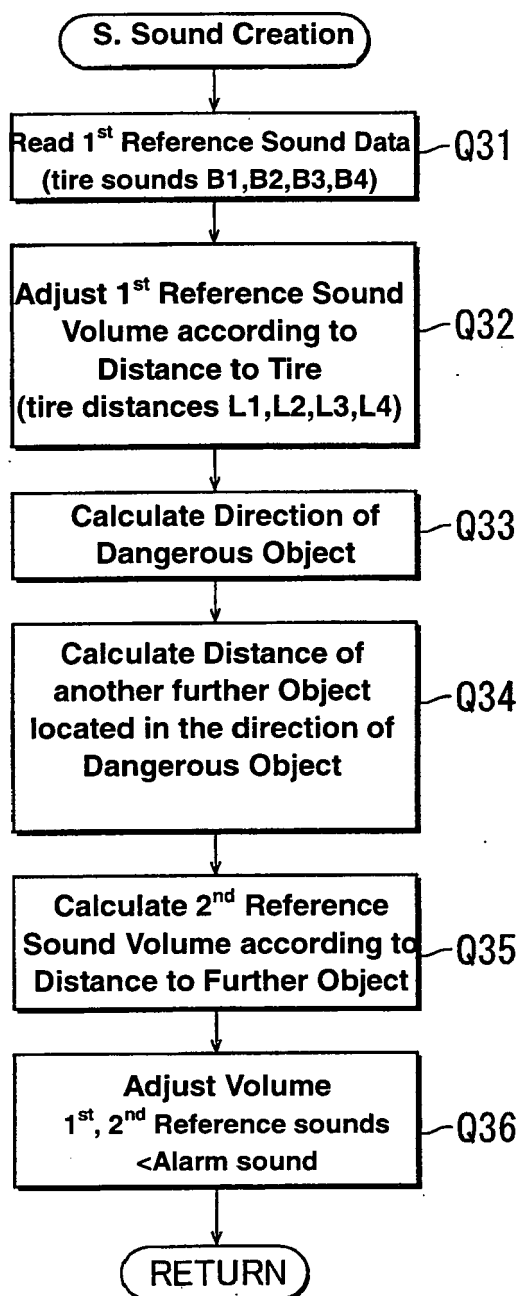 S. Sound Creation
Read 1st Reference Sound Data
(tire sounds B1,B2,B3,B4)
Q31
Adjust 1st Reference Sound
Volume according to
Distance to Tire
(tire distances L1,L2,L3,L4)
Q32
Calculate Direction of
Dangerous Object
Q33
Calculate Distance of
another further Object
located in the direction of
Dangerous Object
Q34
Calculate 2nd Reference
Sound Volume according to
Distance to Further Object
Q35
Adjust Volume
1st, 2nd Reference sounds
<Alarm sound
Q36
RETURN